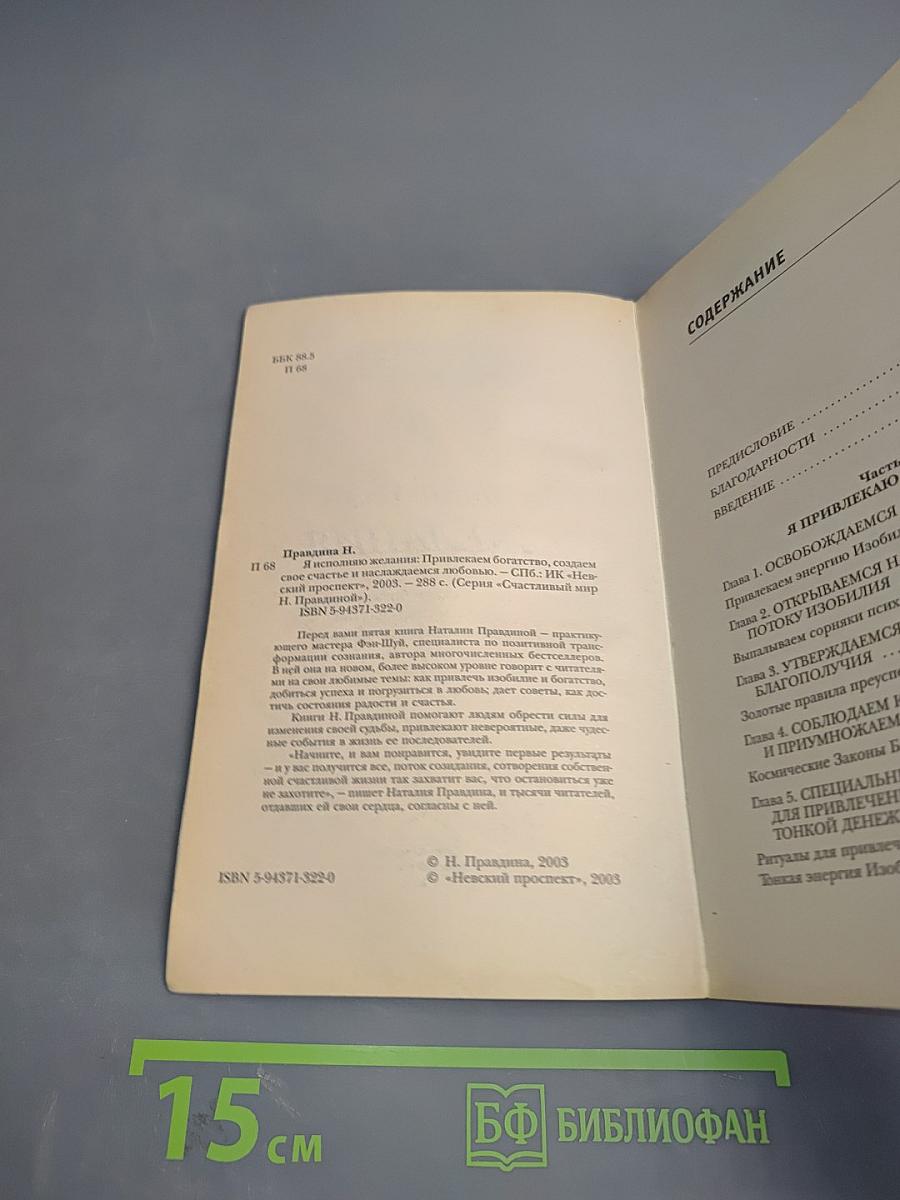 ББК 88.5
П 68
Правдина Н.
П 68 Я исполняю желания: Привлекаем богатство, создаем
свое счастье и наслаждаемся любовью. — СПб.: ИК «Нев-
ский проспект», 2003. — 288 с. (Серия «Счастливый мир
Н. Правдиной»).
ISBN 5-94371-322-0
Перед вами пятая книга Наталии Правдиной — практику-
ющего мастера Фэн-Шуй, специалиста по позитивной транс-
формации сознания, автора многочисленных бестселлеров.
В ней она на новом, более высоком уровне говорит с читателя-
ми на свои любимые темы: как привлечь изобилие и богатство,
добиться успеха и погрузиться в любовь; дает советы, как дос-
тичь состояния радости и счастья.
Книги Н. Правдиной помогают людям обрести силы для
изменения своей судьбы, привлекают невероятные, даже чудес-
ные события в жизнь ее последователей.
«Начните, и вам понравится, увидите первые результаты
— и у вас получится все, поток созидания, сотворения собствен-
ной счастливой жизни так захватит вас, что остановиться уже
не захотите», — пишет Наталия Правдина, и тысячи читателей,
отдавших ей свои сердца, согласны с ней.
© Н. Правдина, 2003
ISBN 5-94371-322-0 © «Невский проспект», 2003
СОДЕРЖАНИЕ
ПРЕДИСЛОВИЕ
БЛАГОДАРНОСТИ
ВВЕДЕНИЕ
Часть
Я ПРИВЛЕКАЮ
Глава 1. ОСВОБОЖДАЕМСЯ
Привлекаем энергию Изобил
Глава 2. ОТКРЫВАЕМСЯ Н
ПОТОКУ ИЗОБИЛИЯ
Выпалываем сорняки псих
Глава 3. УТВЕРЖДАЕМСЯ
БЛАГОПОЛУЧИЯ
Золотые правила преуспе
Глава 4. СОБЛЮДАЕМ К
И ПРИУМНОЖАЕМ
Космические Законы Б
Глава 5. СПЕЦИАЛЬН
ДЛЯ ПРИВЛЕЧЕН
ТОНКОЙ ДЕНЕЖ
Ритуалы для привлеч
Тонкая энергия Изоб
15 см
БФ БИБЛИОФАН